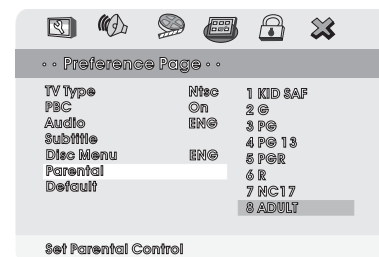 ·· Preference Page ··
TV Type Ntsc
PBC On
Audio ENG
Subtitle
Disc Menu ENG
Parental
Default
1 KID SAF
2 G
3 PG
4 PG 13
5 PGR
6 R
7 NC17
8 ADULT
Set Parental Control